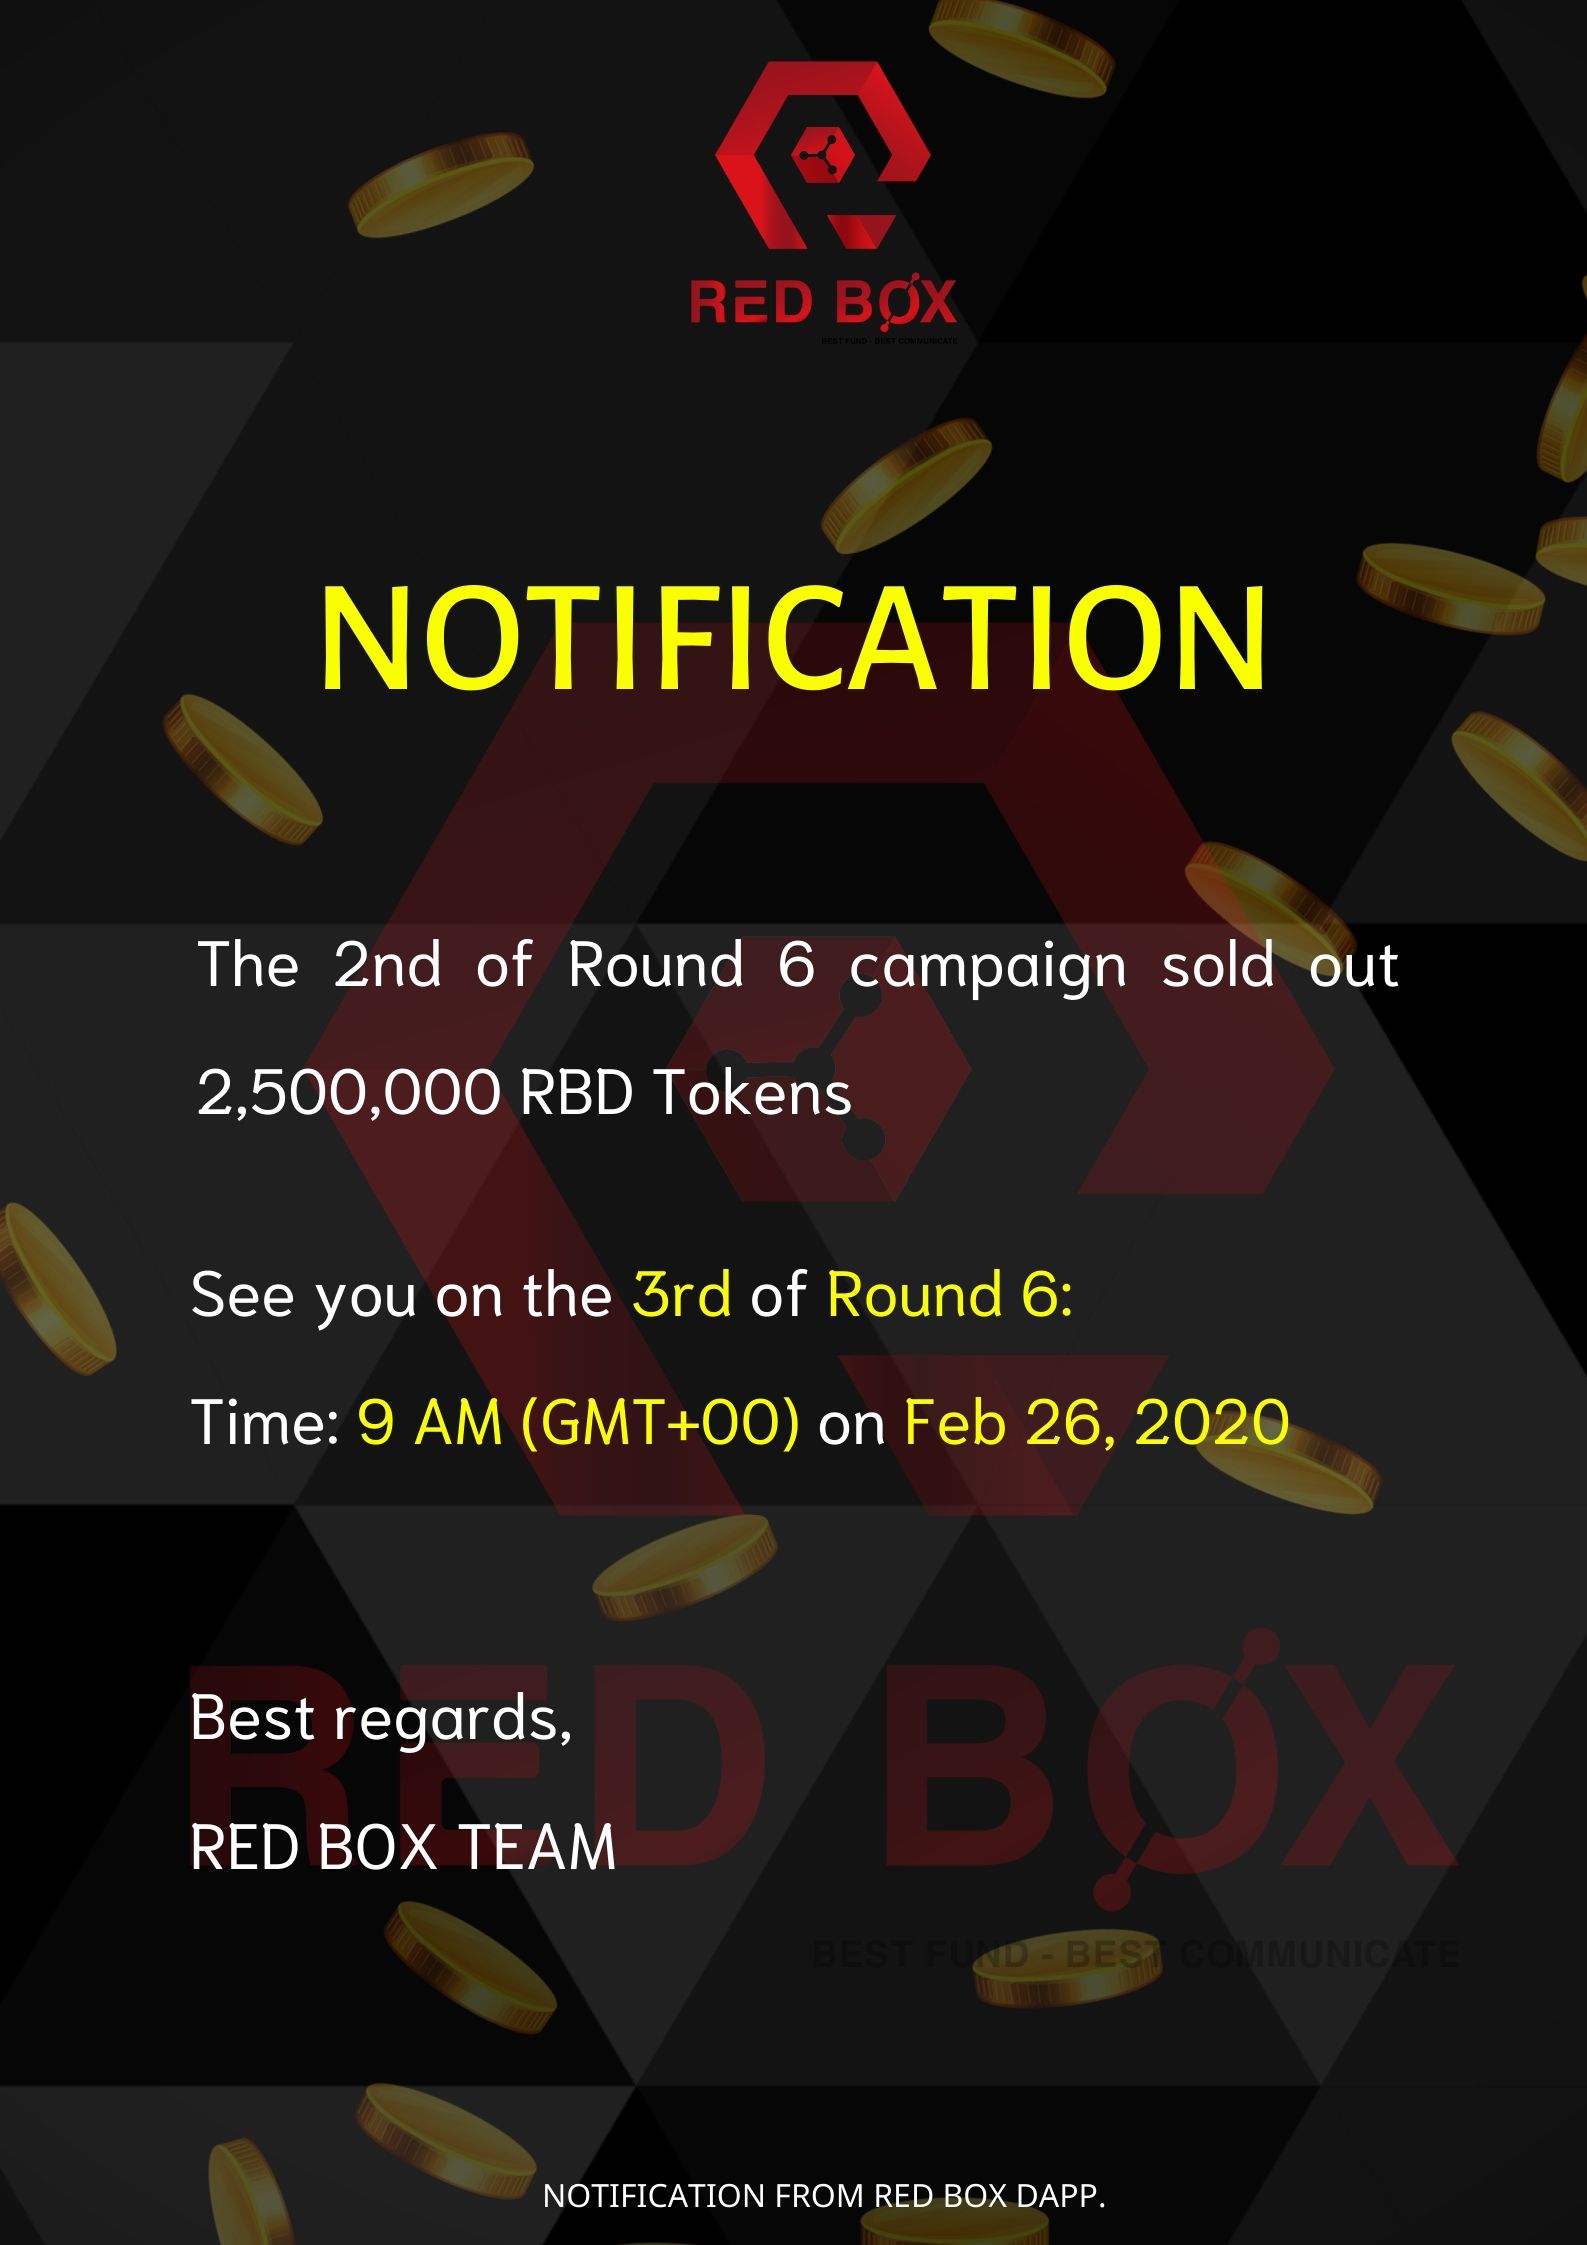 RED BOX
BEST FUND - BEST COMMUNICATE
NOTIFICATION
The 2nd of Round 6 campaign sold out
2,500,000 RBD Tokens
See you on the 3rd of Round 6:
Time: 9 AM (GMT+00) on Feb 26, 2020
Best regards,
RED BOX TEAM
RED BOX
BEST FUND - BEST COMMUNICATE
NOTIFICATION FROM RED BOX DAPP.